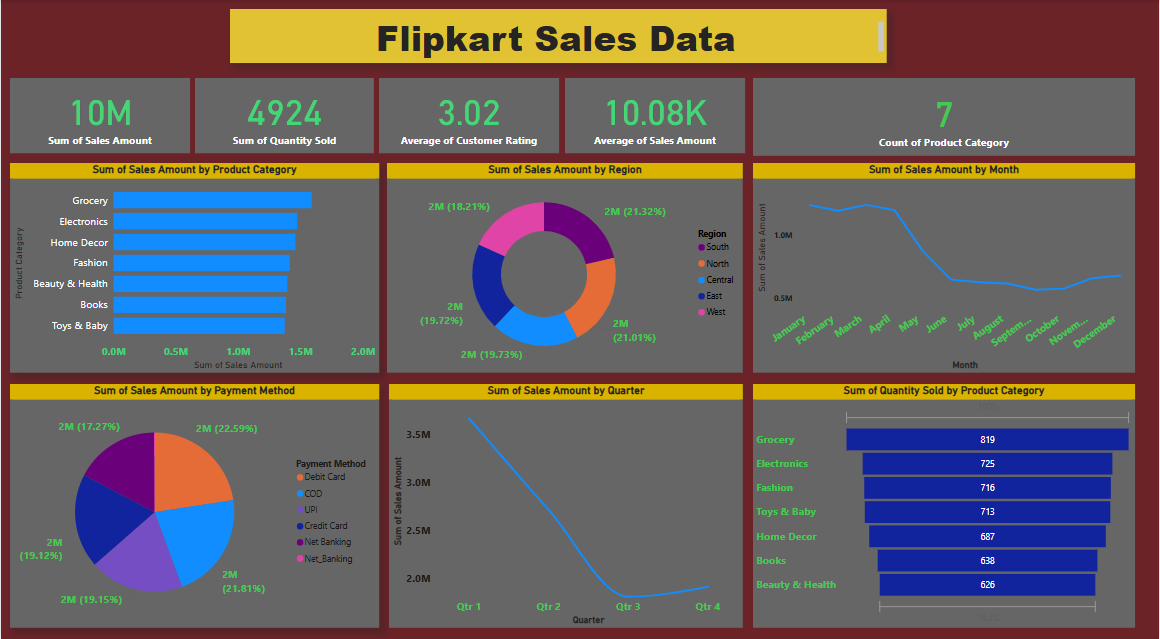 Flipkart Sales Data
10M
Sum of Sales Amount
4924
Sum of Quantity Sold
3.02
Average of Customer Rating
10.08K
Average of Sales Amount
7
Count of Product Category
Sum of Sales Amount by Product Category
Product Category
Grocery
Electronics
Home Decor
Fashion
Beauty & Health
Books
Toys & Baby
0.0M 0.5M 1.0M 1.5M 2.0M
Sum of Sales Amount
Sum of Sales Amount by Region
2M (18.21%)
2M (21.32%)
2M
(19.72%)
2M
(21.01%)
2M (19.73%)
Region
South
North
Central
East
West
Sum of Sales Amount by Month
Sum of Sales Amount
1.0M
0.5M
January February March April May June July August Septem... October Novem... December
Month
Sum of Sales Amount by Payment Method
2M (17.27%)
2M (22.59%)
2M
(19.12%)
2M
(21.81%)
2M (19.15%)
Payment Method
Debit Card
COD
UPI
Credit Card
Net Banking
Net_Banking
Sum of Sales Amount by Quarter
Sum of Sales Amount
3.5M
3.0M
2.5M
2.0M
Qtr 1 Qtr 2 Qtr 3 Qtr 4
Quarter
Sum of Quantity Sold by Product Category
Grocery 819
Electronics 725
Fashion 716
Toys & Baby 713
Home Decor 687
Books 638
Beauty & Health 626